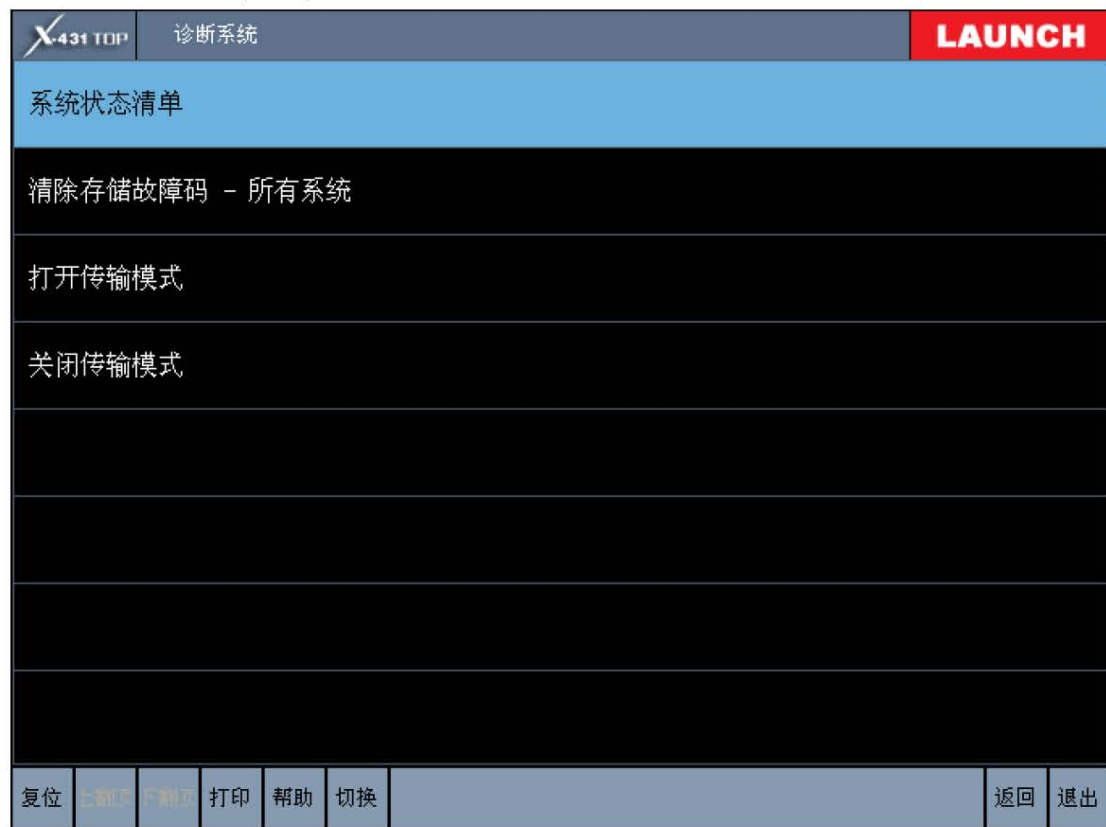 X-431 TOP 诊断系统 LAUNCH
系统状态清单
清除存储故障码 - 所有系统
打开传输模式
关闭传输模式
复位 上翻页 下翻页 打印 帮助 切换 返回 退出